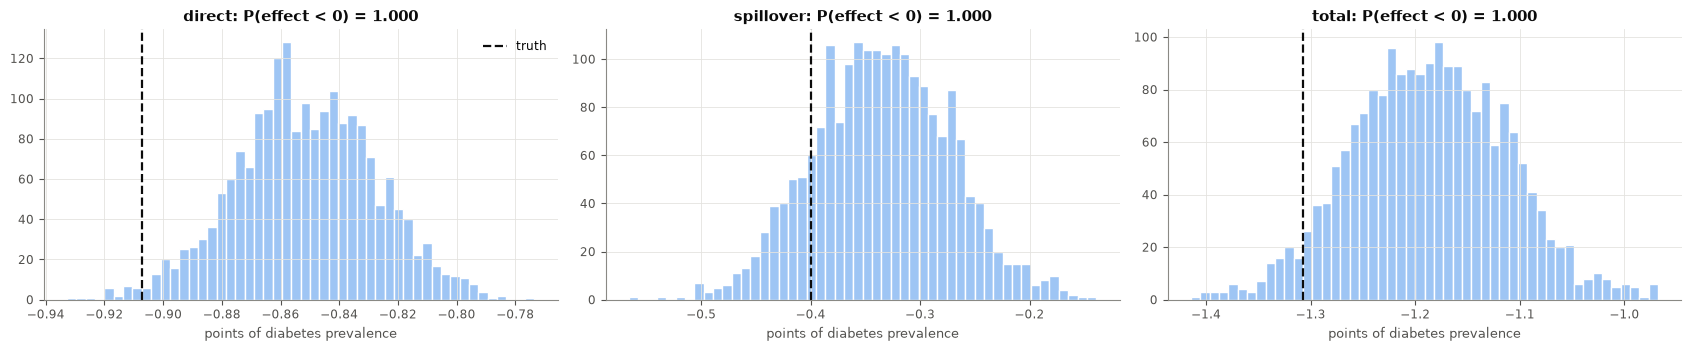 direct: P(effect < 0) = 1.000
truth
120
100
80
60
40
20
0
−0.94 −0.92 −0.90 −0.88 −0.86 −0.84 −0.82 −0.80 −0.78
points of diabetes prevalence
spillover: P(effect < 0) = 1.000
100
80
60
40
20
0
−0.5 −0.4 −0.3 −0.2
points of diabetes prevalence
total: P(effect < 0) = 1.000
100
80
60
40
20
0
−1.4 −1.3 −1.2 −1.1 −1.0
points of diabetes prevalence